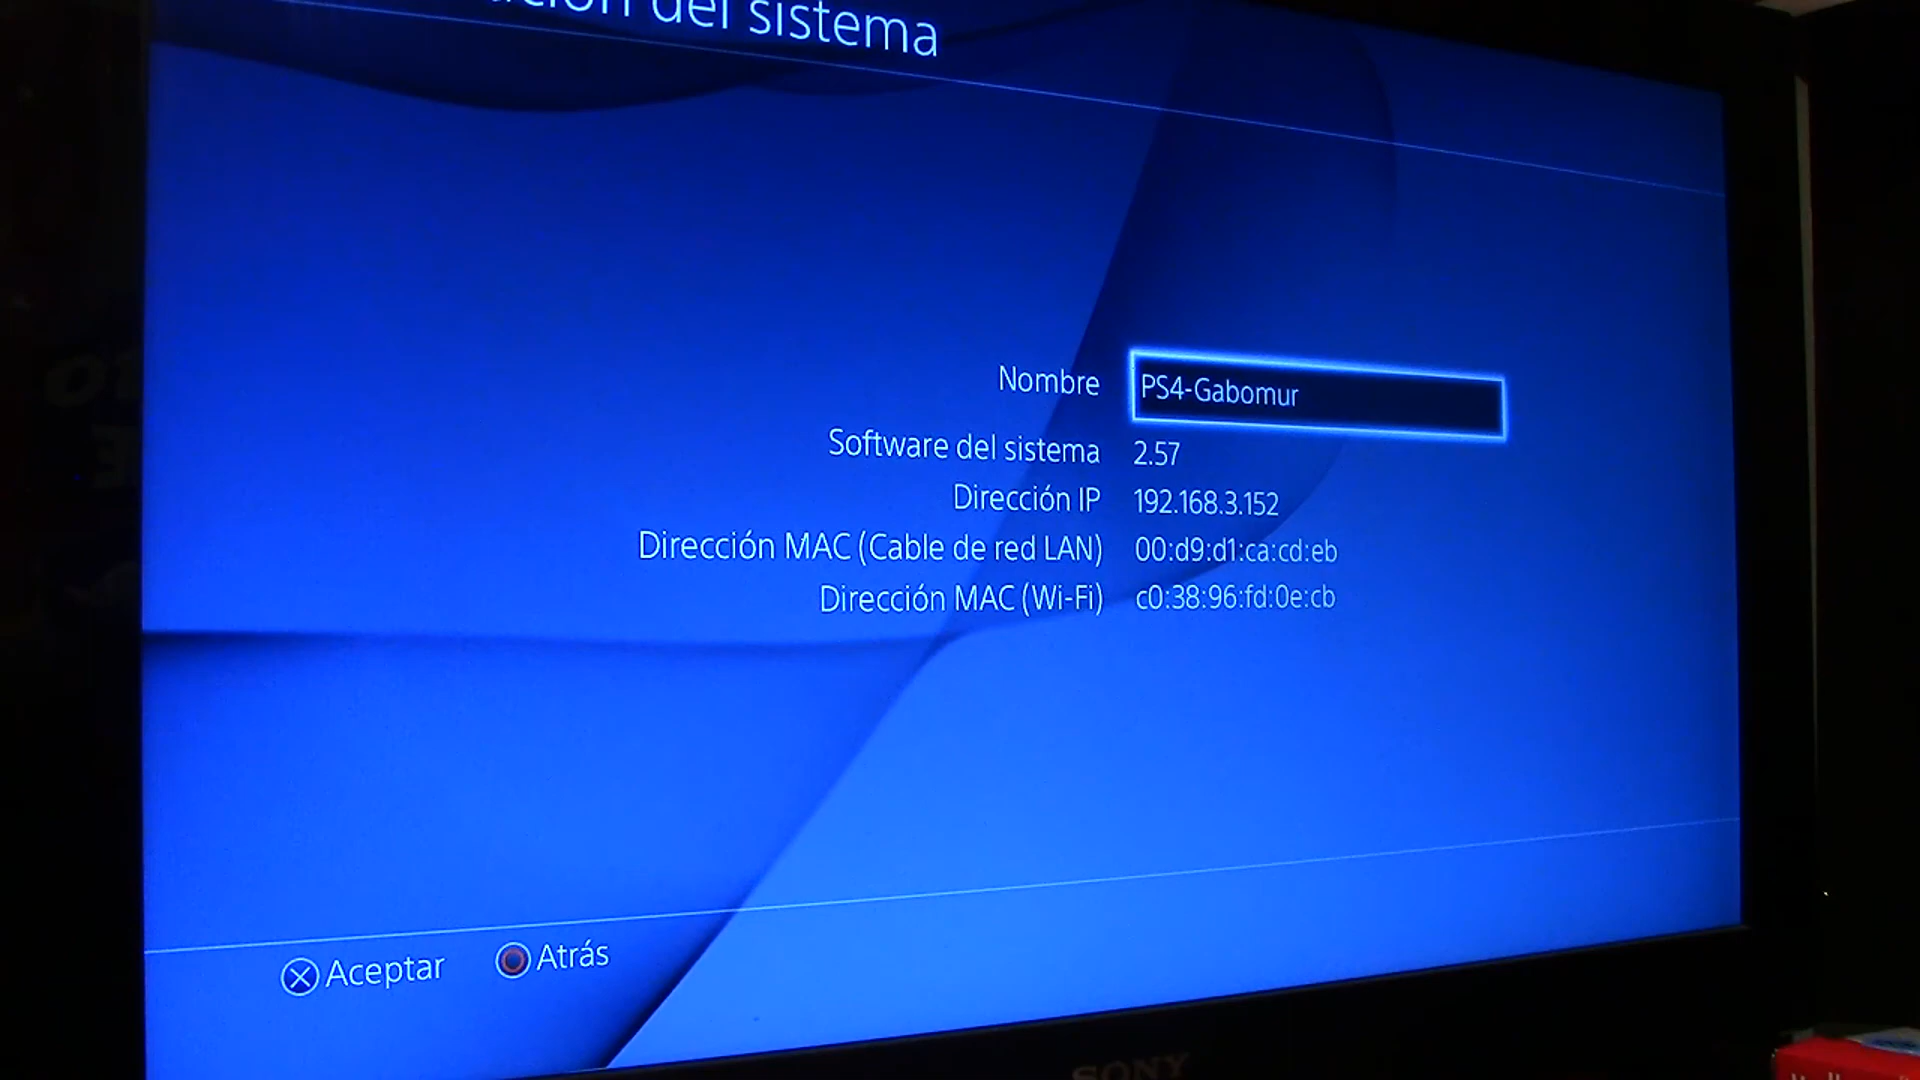 del sistema
Nombre PS4-Gabomur
Software del sistema 2.57
Dirección IP 192.168.3.152
Dirección MAC (Cable de red LAN) 00:d9:d1:ca:cd:eb
Dirección MAC (Wi-Fi) c0:38:96:fd:0e:cb
Aceptar Atrás
SONY